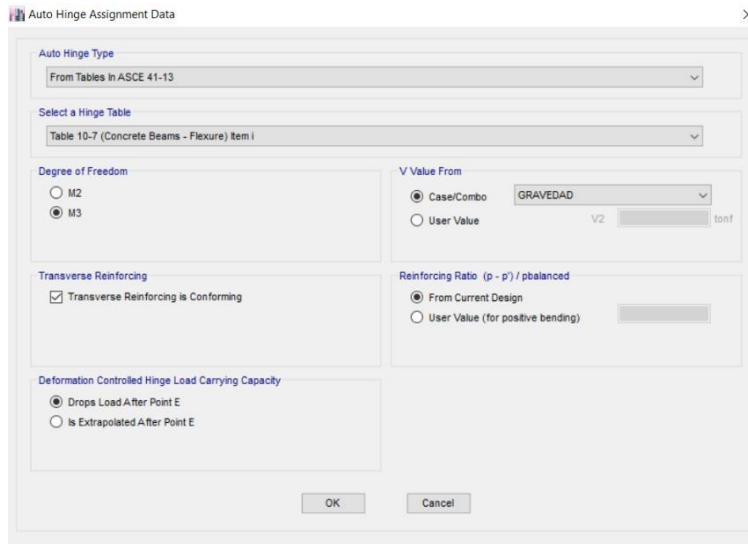 Auto Hinge Assignment Data
Auto Hinge Type
From Tables In ASCE 41-13
Select a Hinge Table
Table 10-7 (Concrete Beams - Flexure) Item i
Degree of Freedom
M2
M3
V Value From
Case/Combo GRAVEDAD
User Value V2 tonf
Transverse Reinforcing
Transverse Reinforcing is Conforming
Reinforcing Ratio (p - p') / pbalanced
From Current Design
User Value (for positive bending)
Deformation Controlled Hinge Load Carrying Capacity
Drops Load After Point E
Is Extrapolated After Point E
OK Cancel